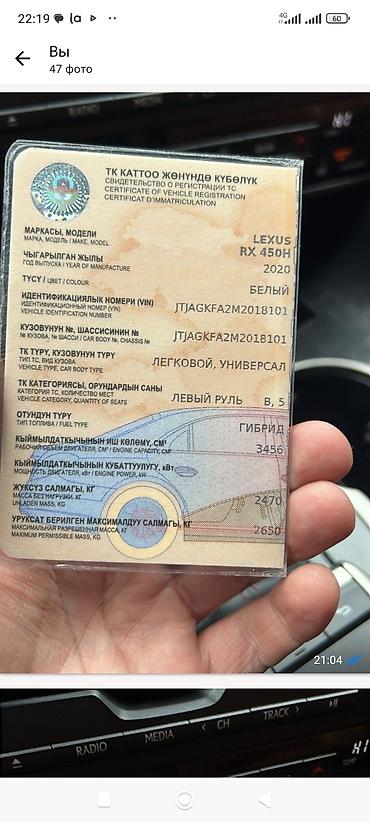 22:19
4G
60
Вы
47 фото
ТК КАТТОО ЖӨНҮНДӨ КҮБӨЛҮК
СВИДЕТЕЛЬСТВО О РЕГИСТРАЦИИ ТС
CERTIFICATE OF VEHICLE REGISTRATION
CERTIFICAT D'IMMATRICULATION
МАРКАСЫ, МОДЕЛИ
МАРКА, МОДЕЛЬ / MAKE, MODEL
LEXUS
RX 450H
ЧЫГАРЫЛГАН ЖЫЛЫ
ГОД ВЫПУСКА / YEAR OF MANUFACTURE
2020
ТҮСҮ / ЦВЕТ / COLOUR
БЕЛЫЙ
ИДЕНТИФИКАЦИЯЛЫК НОМЕРИ (VIN)
ИДЕНТИФИКАЦИОННЫЙ НОМЕР (VIN)
VEHICLE IDENTIFICATION NUMBER
JTJAGKFA2M2018101
КУЗОВУНУН №, ШАССИСИНИН №
№ КУЗОВА, № ШАССИ / CAR BODY №, CHASSIS №
JTJAGKFA2M2018101
ТК ТҮРҮ, КУЗОВУНУН ТҮРҮ
ТИП ТС, ВИД КУЗОВА
VEHICLE TYPE, CAR BODY TYPE
ЛЕГКОВОЙ, УНИВЕРСАЛ
ТК КАТЕГОРИЯСЫ, ОРУНДАРДЫН САНЫ
КАТЕГОРИЯ ТС, КОЛИЧЕСТВО МЕСТ
VEHICLE CATEGORY, QUANTITY OF SEATS
ЛЕВЫЙ РУЛЬ B, 5
ОТУНДУН ТҮРҮ
ТИП ТОПЛИВА / FUEL TYPE
ГИБРИД
КЫЙМЫЛДАТКЫЧЫНЫН ИШ КӨЛӨМҮ, СМ³
РАБОЧИЙ ОБЪЕМ ДВИГАТЕЛЯ, СМ³ / ENGINE CAPACITY, CM³
3456
КЫЙМЫЛДАТКЫЧЫНЫН КУБАТТУУЛУГУ, кВт
МОЩНОСТЬ ДВИГАТЕЛЯ, кВт / ENGINE POWER, kW
ЖҮКСҮЗ САЛМАГЫ, КГ
МАССА БЕЗ НАГРУЗКИ, КГ
UNLADEN MASS, KG
2470
УРУКСАТ БЕРИЛГЕН МАКСИМАЛДУУ САЛМАГЫ, КГ
МАКСИМАЛЬНАЯ РАЗРЕШЕННАЯ МАССА, КГ
MAXIMUM PERMISSIBLE MASS, KG
2650
21:04
RADIO
MEDIA
CH
TRACK
TEMP